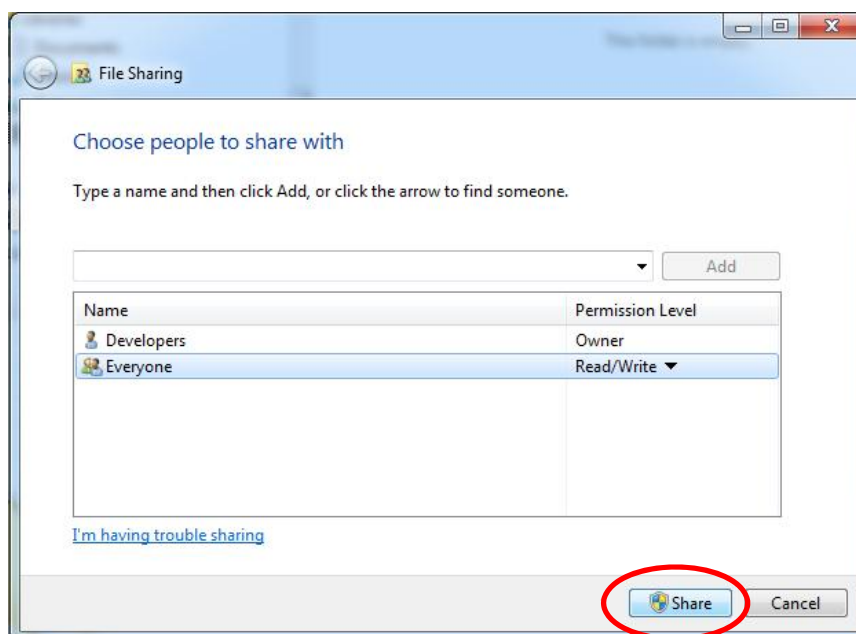 File Sharing
Choose people to share with
Type a name and then click Add, or click the arrow to find someone.
Add
Name Permission Level
Developers Owner
Everyone Read/Write
I'm having trouble sharing
Share Cancel